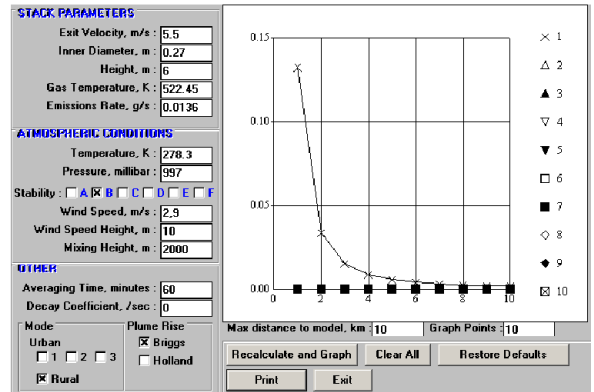 STACK PARAMETERS
Exit Velocity, m/s : 5.5
Inner Diameter, m : 0.27
Height, m : 6
Gas Temperature, K : 522.45
Emissions Rate, g/s : 0.0136
ATMOSPHERIC CONDITIONS
Temperature, K : 278.3
Pressure, millibar : 997
Stability : A B C D E F
Wind Speed, m/s : 2,9
Wind Speed Height, m : 10
Mixing Height, m : 2000
OTHER
Averaging Time, minutes : 60
Decay Coefficient, /sec : 0
Mode
Urban
1 2 3
Rural
Plume Rise
Briggs
Holland
0.15
0.10
0.05
0.00
0 2 4 6 8 10
1
2
3
4
5
6
7
8
9
10
Max distance to model, km : 10 Graph Points : 10
Recalculate and Graph Clear All Restore Defaults
Print Exit